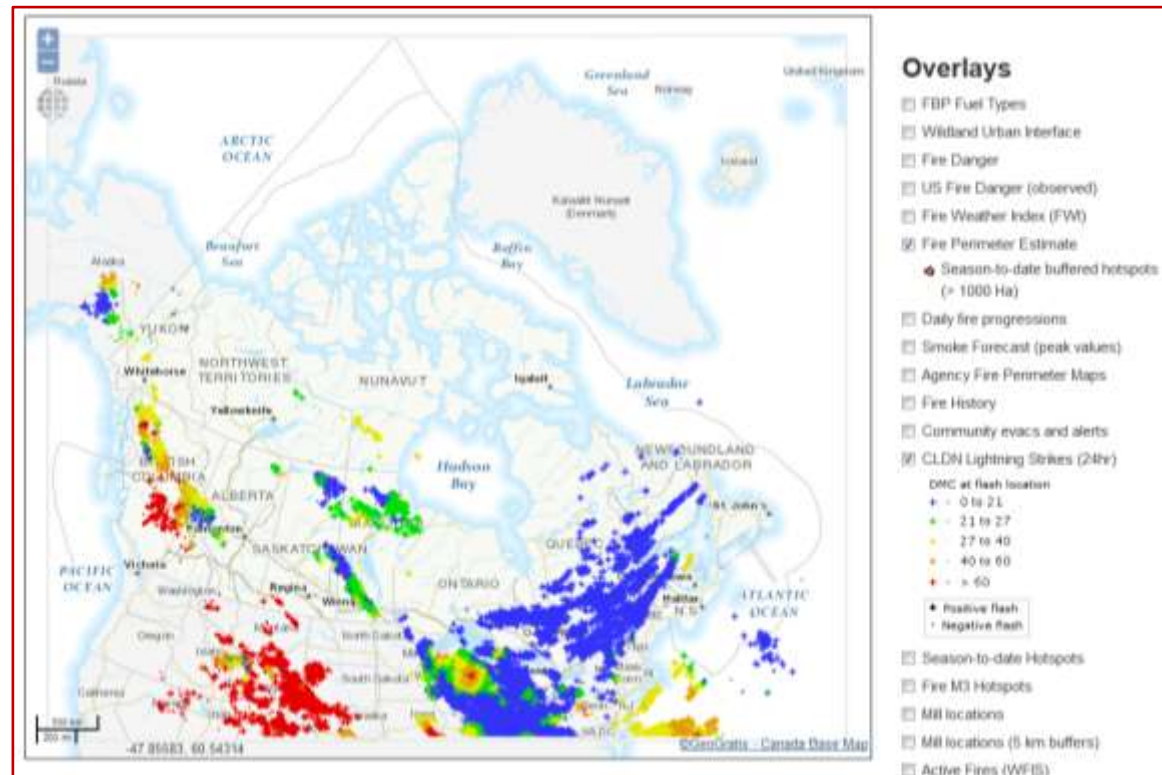 Russia
Greenland
Sea
Norway
United Kingdom
ARCTIC
OCEAN
Iceland
Kalaallit Nunaat
(Denmark)
Beaufort
Sea
Baffin
Bay
Alaska
YUKON
Whitehorse
NORTHWEST
TERRITORIES
NUNAVUT
Iqaluit
Labrador
Sea
Yellowknife
Hudson
Bay
NEWFOUNDLAND
AND LABRADOR
BRITISH
COLUMBIA
ALBERTA
St. John's
Edmonton
SASKATCHEWAN
QUEBEC
Victoria
PACIFIC
OCEAN
Washington
Regina
ONTARIO
ATLANTIC
OCEAN
Halifax
N.S.
Oregon
Montana
North Dakota
South Dakota
California
-47.85583, 60.54314
©GeoGratis - Canada Base Map
Overlays
FBP Fuel Types
Wildland Urban Interface
Fire Danger
US Fire Danger (observed)
Fire Weather Index (FWI)
Fire Perimeter Estimate
Season-to-date buffered hotspots
(> 1000 Ha)
Daily fire progressions
Smoke Forecast (peak values)
Agency Fire Perimeter Maps
Fire History
Community evacs and alerts
CLDN Lightning Strikes (24hr)
DMC at flash location
0 to 21
21 to 27
27 to 40
40 to 60
> 60
Positive flash
Negative flash
Season-to-date Hotspots
Fire M3 Hotspots
Mill locations
Mill locations (5 km buffers)
Active Fires (WFIS)